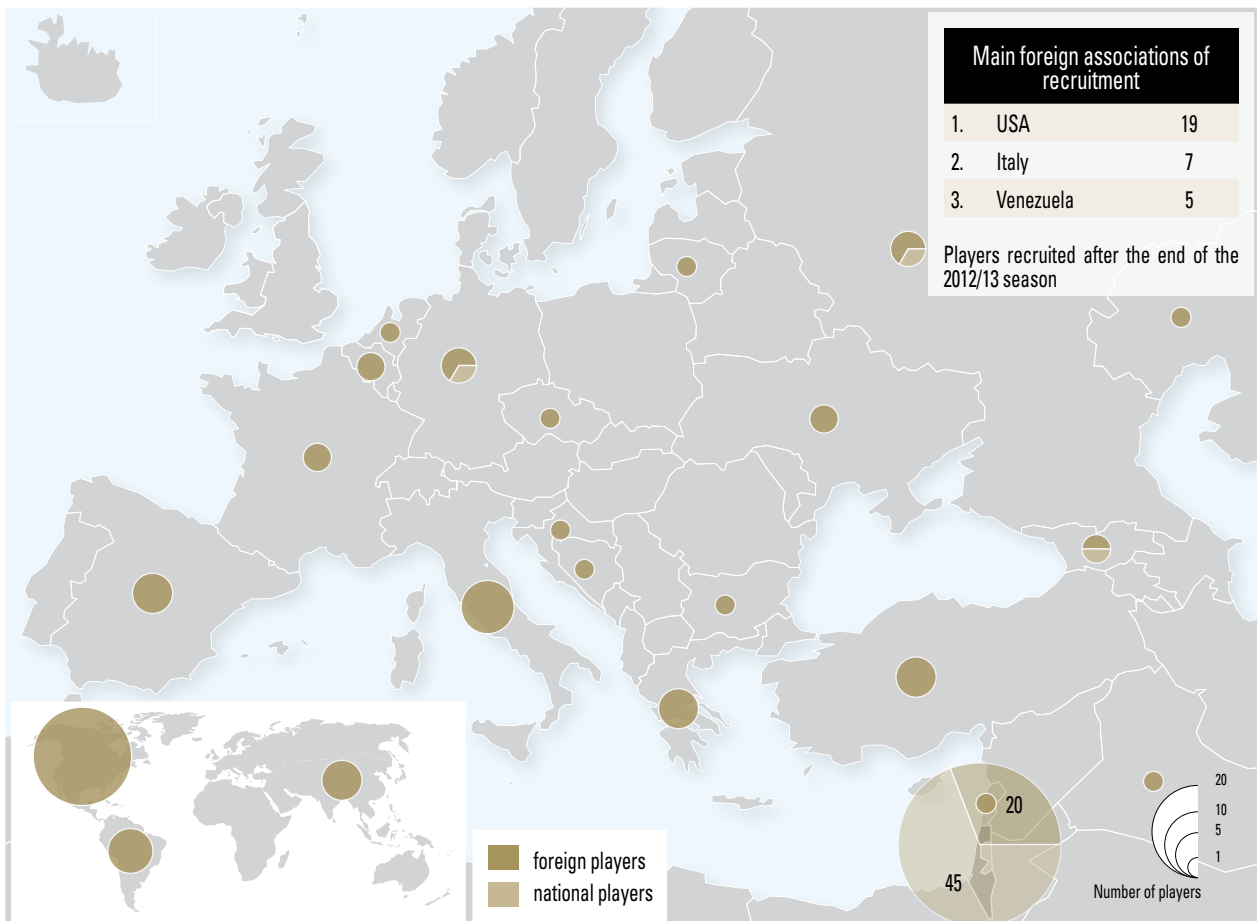 Main foreign associations of
recruitment
1. USA 19
2. Italy 7
3. Venezuela 5
Players recruited after the end of the
2012/13 season
20
45
foreign players
national players
20
10
5
1
Number of players